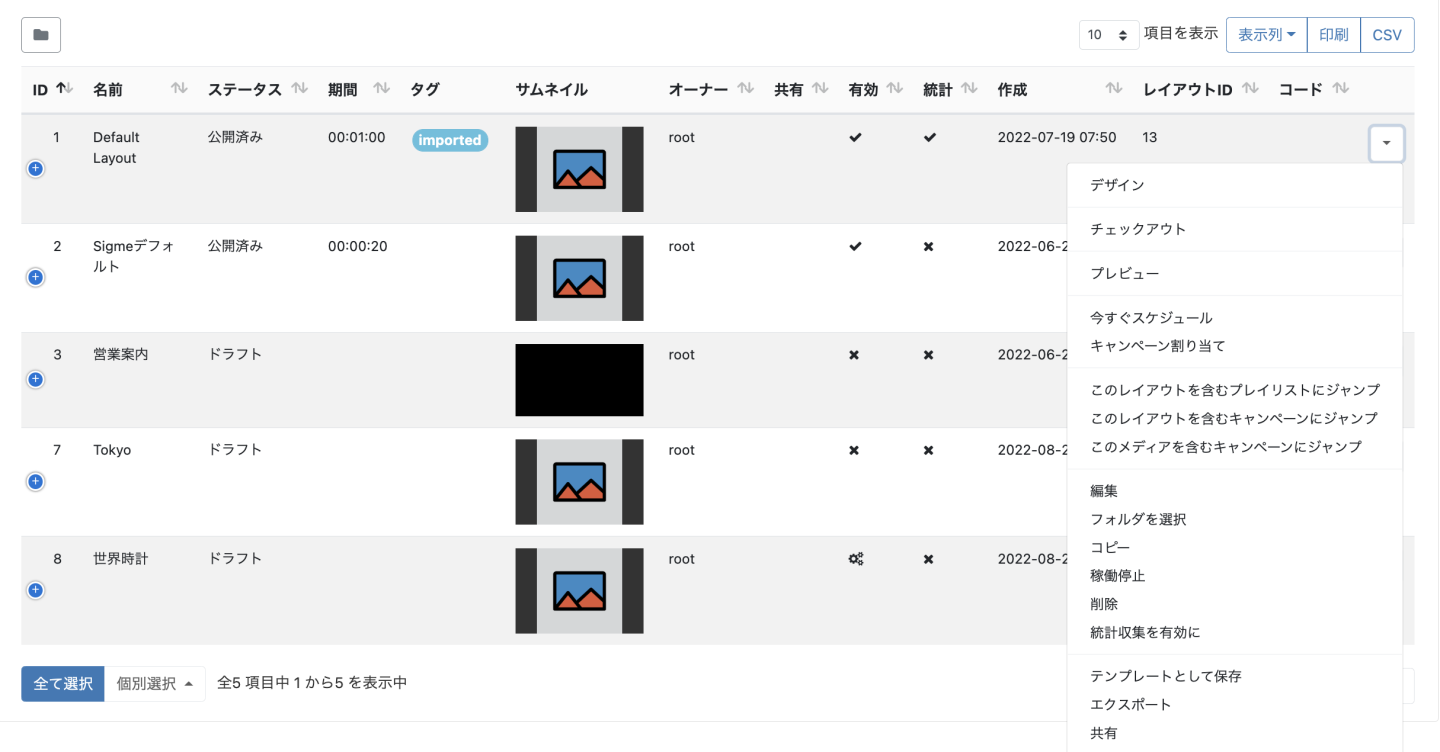 10 項目を表示 表示列 印刷 CSV
ID 名前 ステータス 期間 タグ サムネイル オーナー 共有 有効 統計 作成 レイアウトID コード
1 Default Layout 公開済み 00:01:00 imported root 2022-07-19 07:50 13
2 Sigmeデフォルト 公開済み 00:00:20 root 2022-06-2
3 営業案内 ドラフト root 2022-06-2
7 Tokyo ドラフト root 2022-08-2
8 世界時計 ドラフト root 2022-08-2
デザイン
チェックアウト
プレビュー
今すぐスケジュール
キャンペーン割り当て
このレイアウトを含むプレイリストにジャンプ
このレイアウトを含むキャンペーンにジャンプ
このメディアを含むキャンペーンにジャンプ
編集
フォルダを選択
コピー
稼働停止
削除
統計収集を有効に
テンプレートとして保存
エクスポート
共有
全て選択 個別選択 全5 項目中 1 から5 を表示中